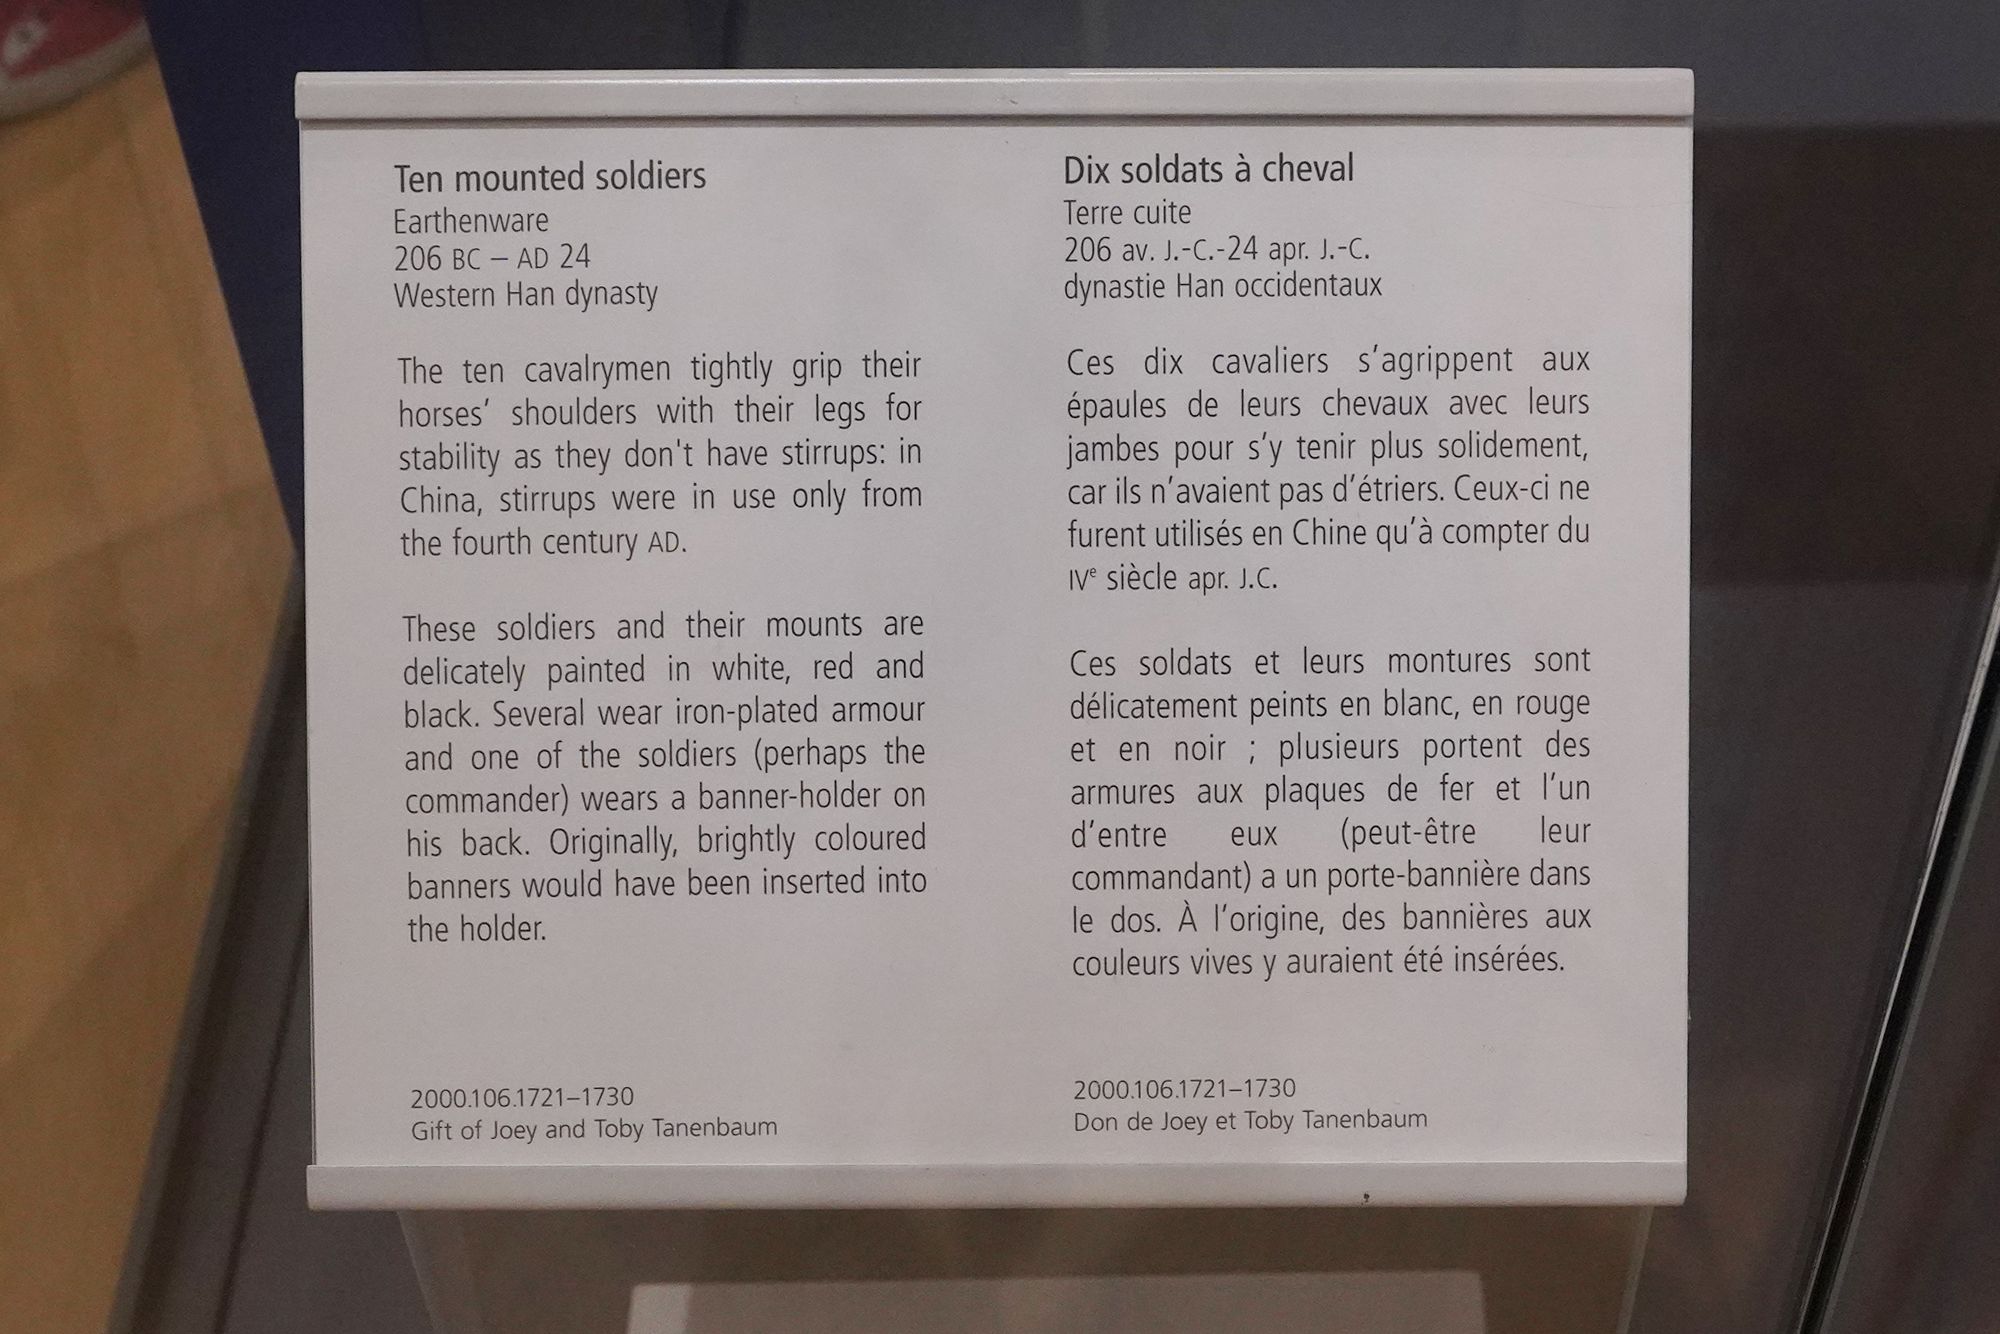 Ten mounted soldiers
Earthenware
206 BC – AD 24
Western Han dynasty
The ten cavalrymen tightly grip their
horses’ shoulders with their legs for
stability as they don't have stirrups: in
China, stirrups were in use only from
the fourth century AD.
These soldiers and their mounts are
delicately painted in white, red and
black. Several wear iron-plated armour
and one of the soldiers (perhaps the
commander) wears a banner-holder on
his back. Originally, brightly coloured
banners would have been inserted into
the holder.
2000.106.1721–1730
Gift of Joey and Toby Tanenbaum
Dix soldats à cheval
Terre cuite
206 av. J.-C.-24 apr. J.-C.
dynastie Han occidentaux
Ces dix cavaliers s’agrippent aux
épaules de leurs chevaux avec leurs
jambes pour s’y tenir plus solidement,
car ils n’avaient pas d’étriers. Ceux-ci ne
furent utilisés en Chine qu’à compter du
IVe siècle apr. J.C.
Ces soldats et leurs montures sont
délicatement peints en blanc, en rouge
et en noir ; plusieurs portent des
armures aux plaques de fer et l’un
d’entre eux (peut-être leur
commandant) a un porte-bannière dans
le dos. À l’origine, des bannières aux
couleurs vives y auraient été insérées.
2000.106.1721–1730
Don de Joey et Toby Tanenbaum